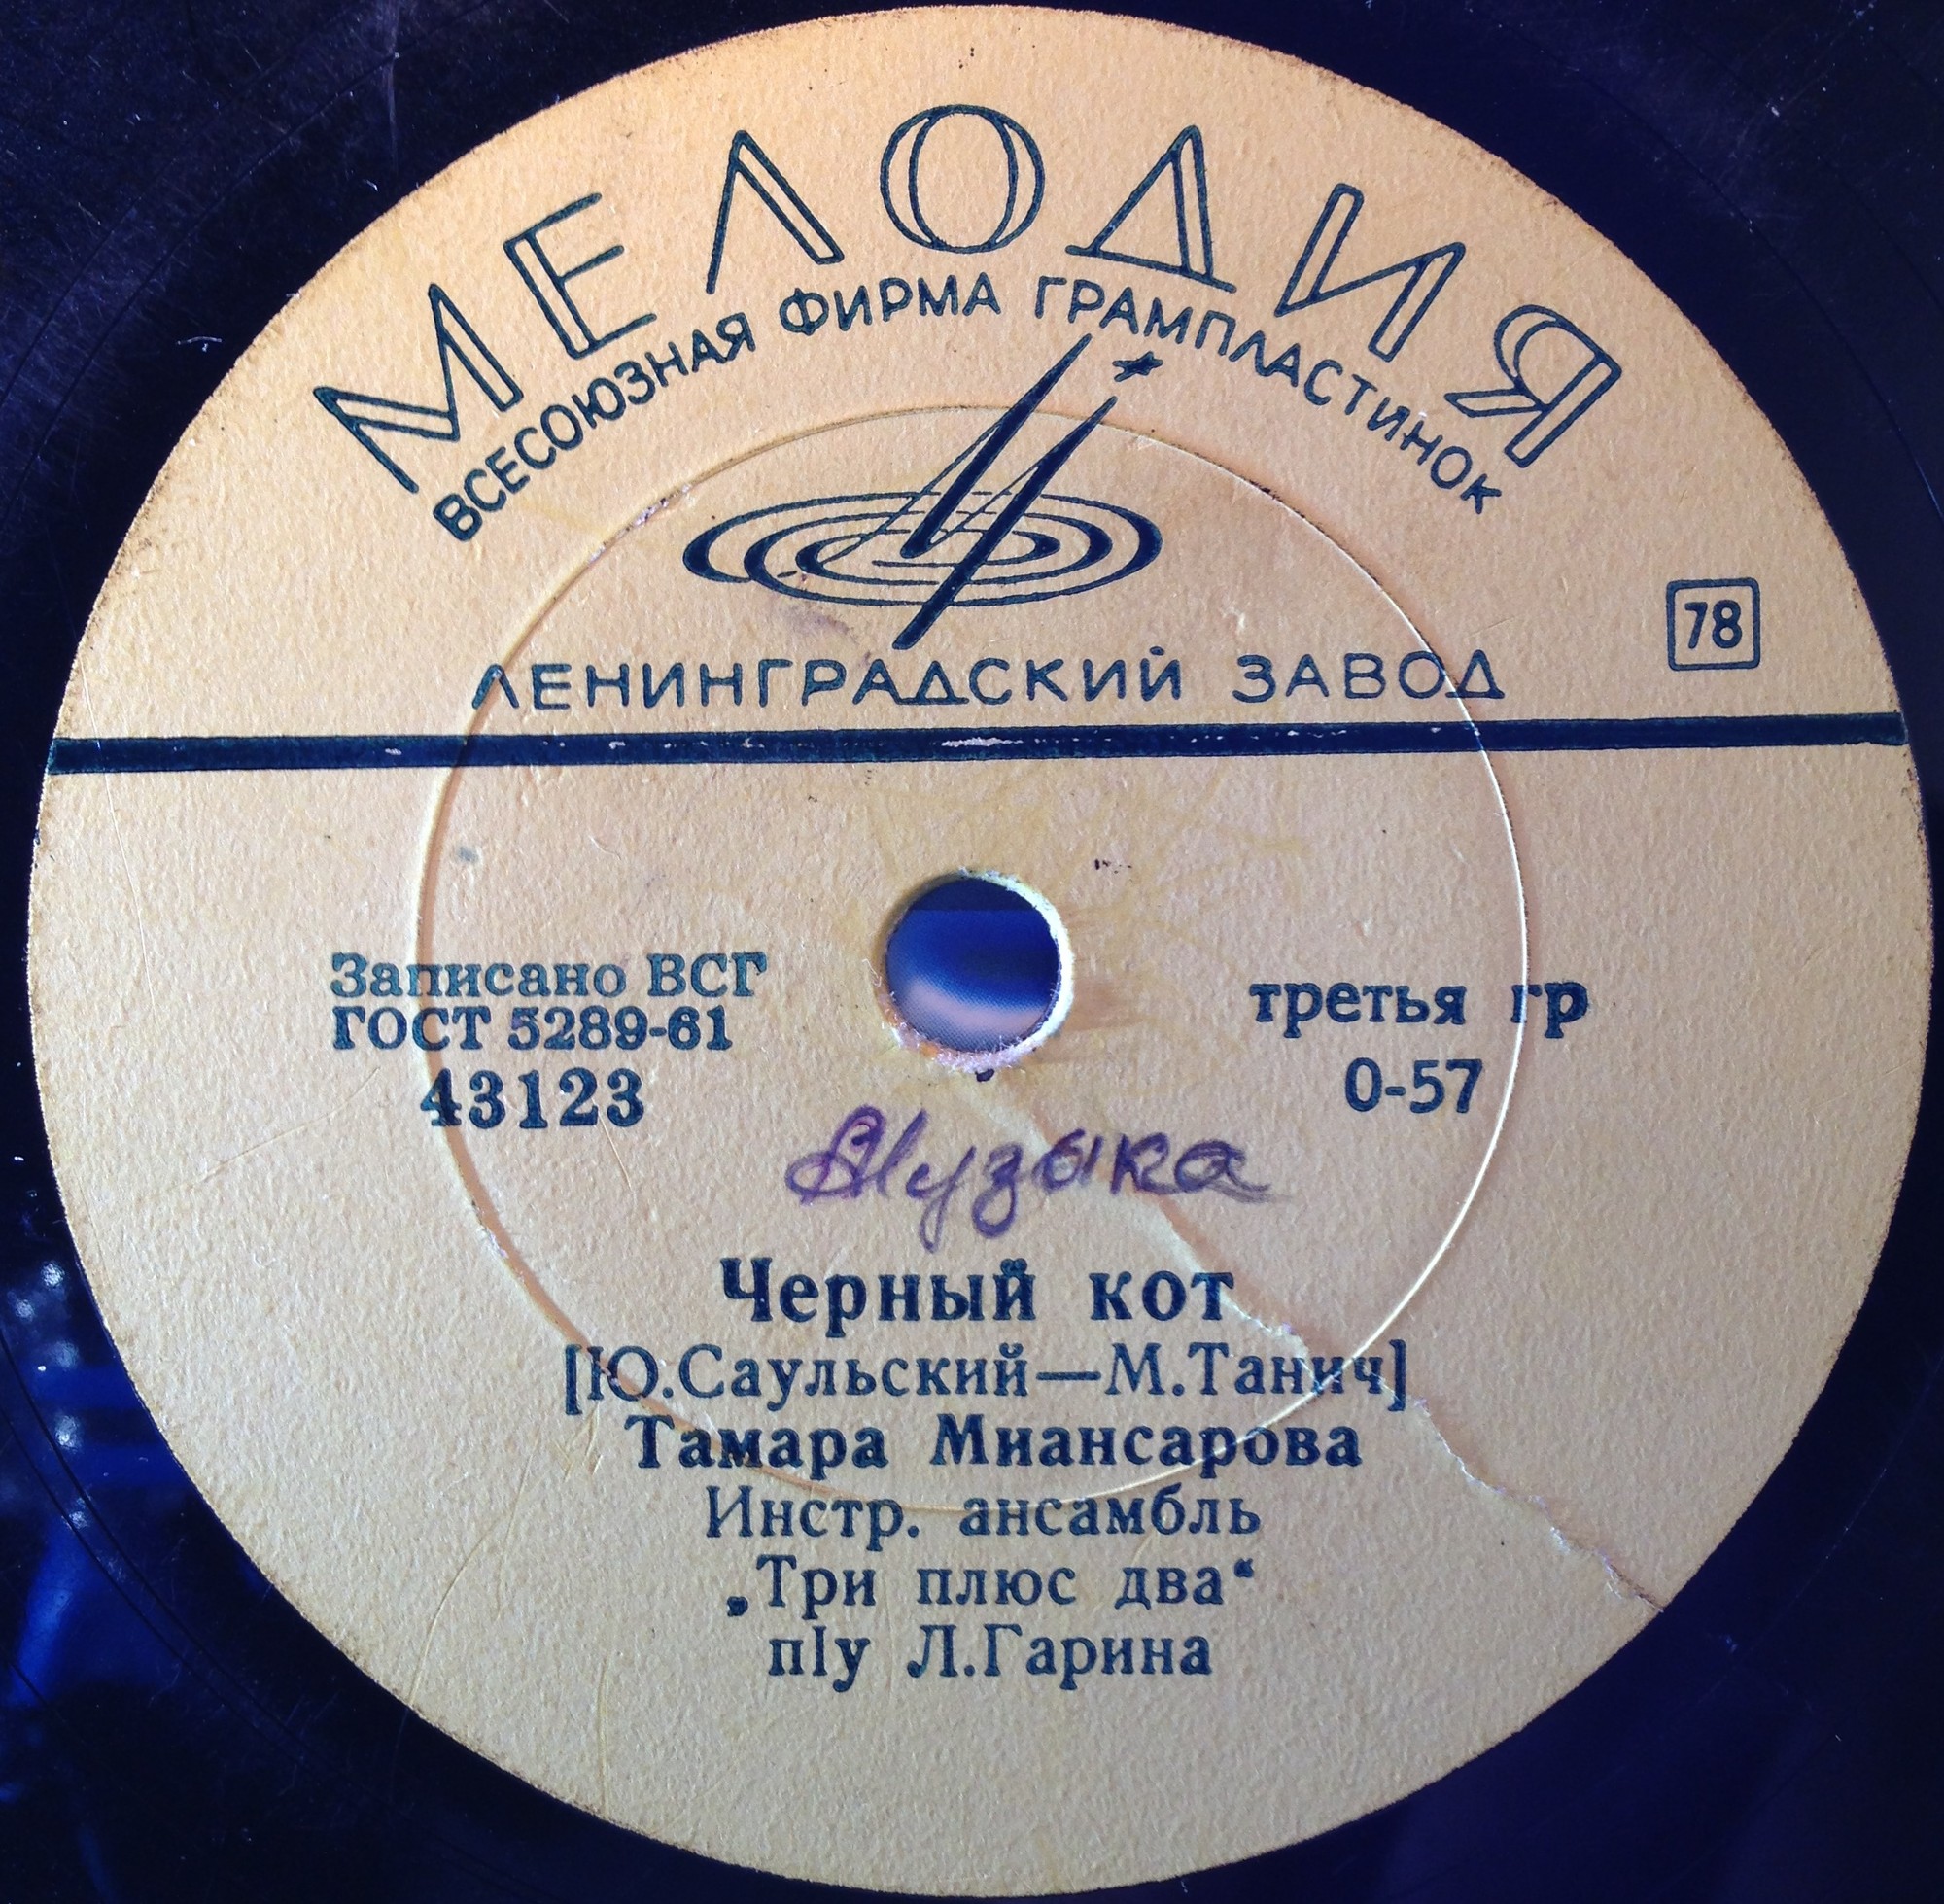 МЕЛОДИЯ
ВСЕСОЮЗНАЯ ФИРМА ГРАМПЛАСТИНОК
78
ЛЕНИНГРАДСКИЙ ЗАВОД
Записано ВСГ
ГОСТ 5289-61
43123
третья гр
0-57
Музыка
Черный кот
[Ю.Саульский—М.Танич]
Тамара Миансарова
Инстр. ансамбль
„Три плюс два“
п/у Л.Гарина